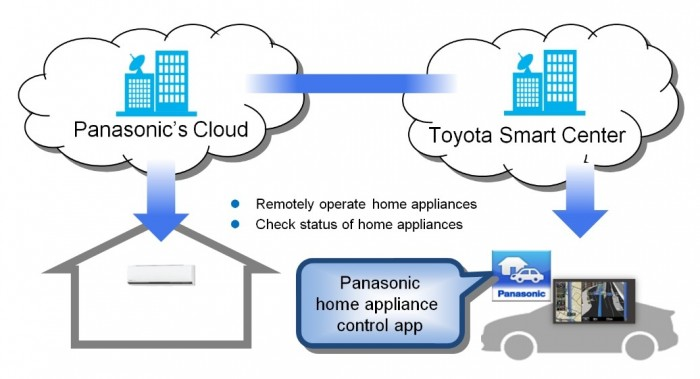 Panasonic's Cloud
Toyota Smart Center
Remotely operate home appliances
Check status of home appliances
Panasonic
home appliance
control app
Panasonic